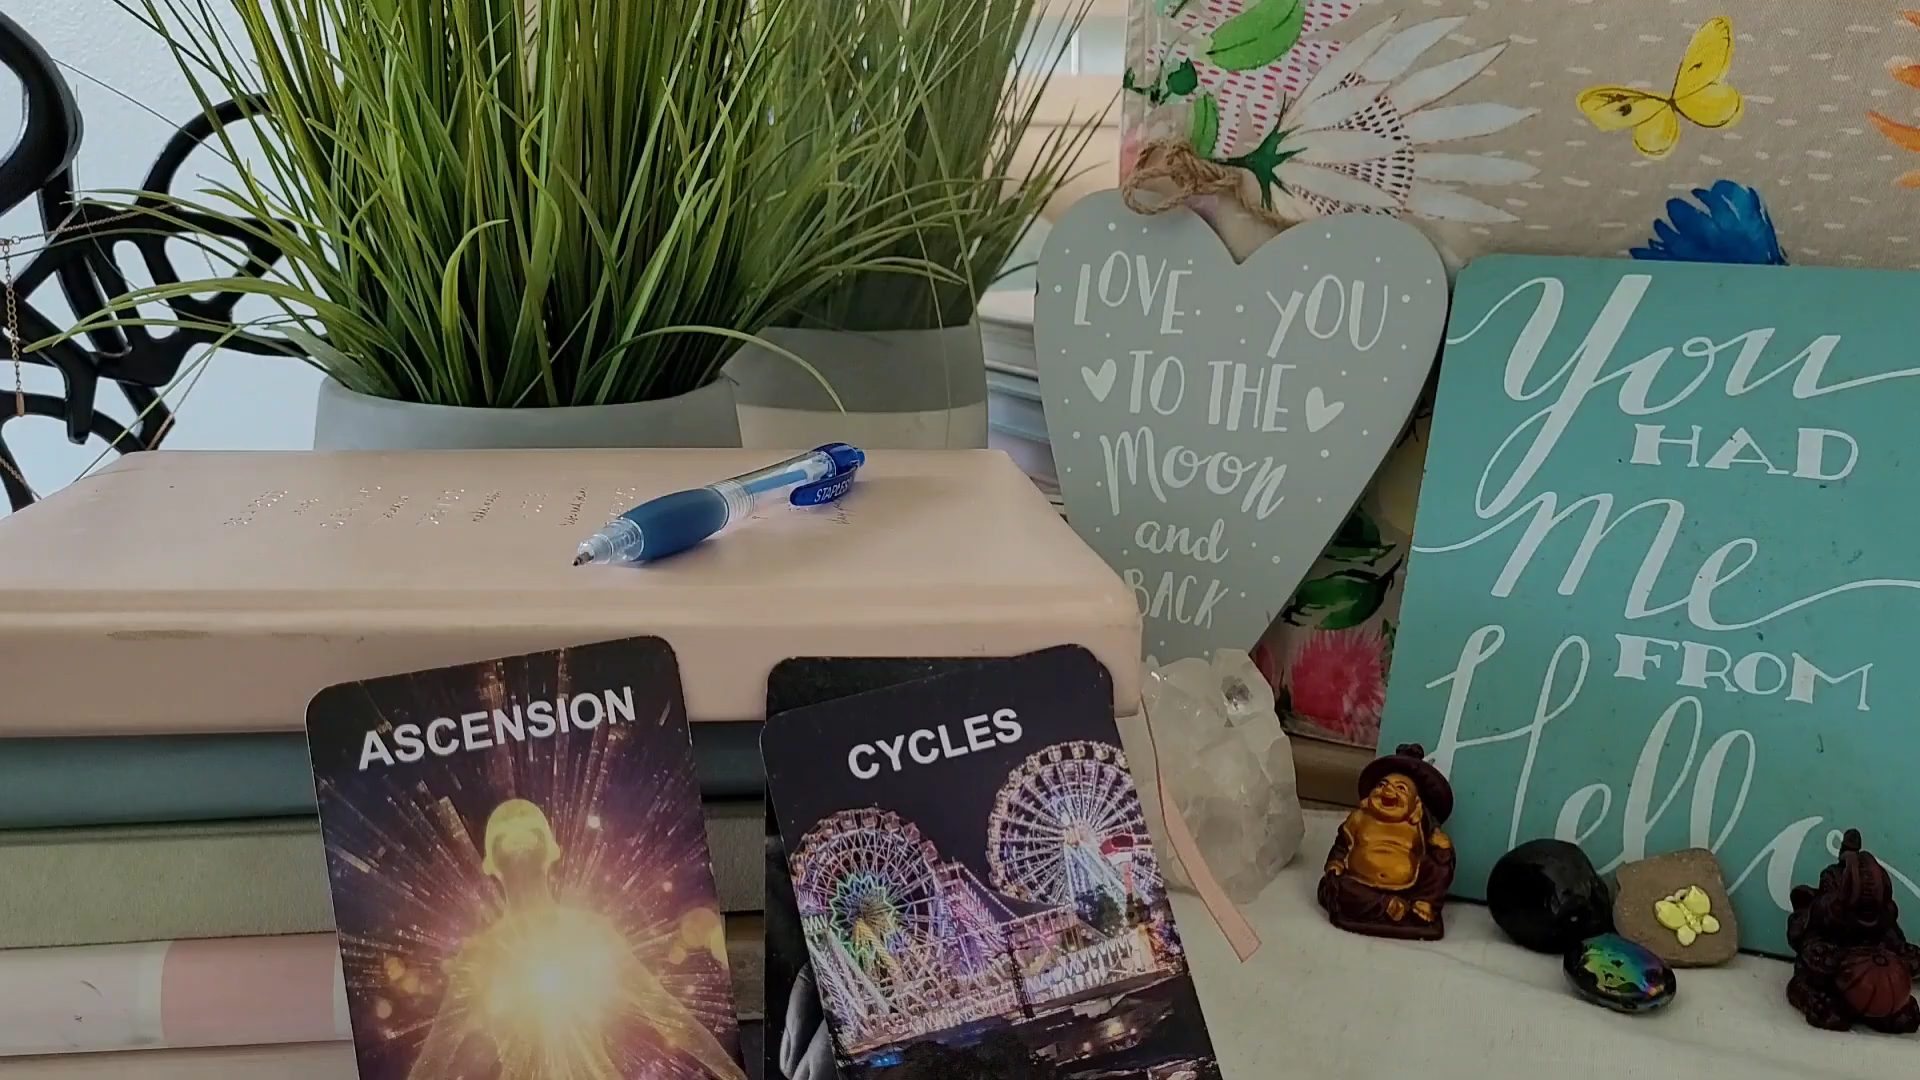 LOVE YOU
TO THE
Moon
and
BACK
You
HAD
me
FROM
Hello
STAPLES
ASCENSION
CYCLES